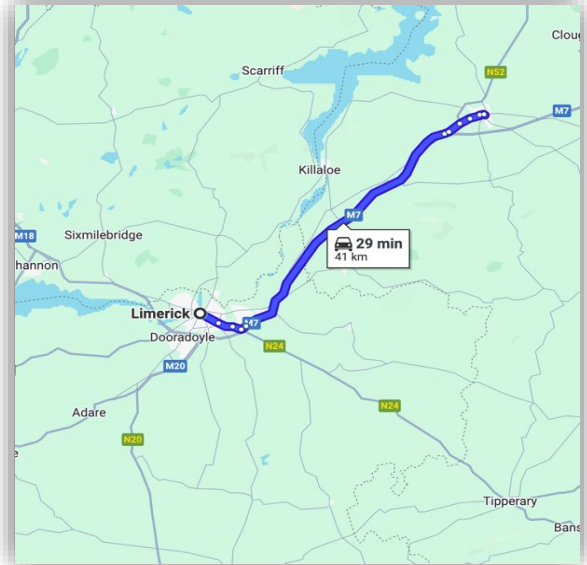 Cloug
N52
Scarriff
M7
Killaloe
M7
Sixmilebridge
M18
hannon
29 min
41 km
Limerick
M7
Dooradoyle
N24
M20
N24
Adare
N20
e
Tipperary
Bans